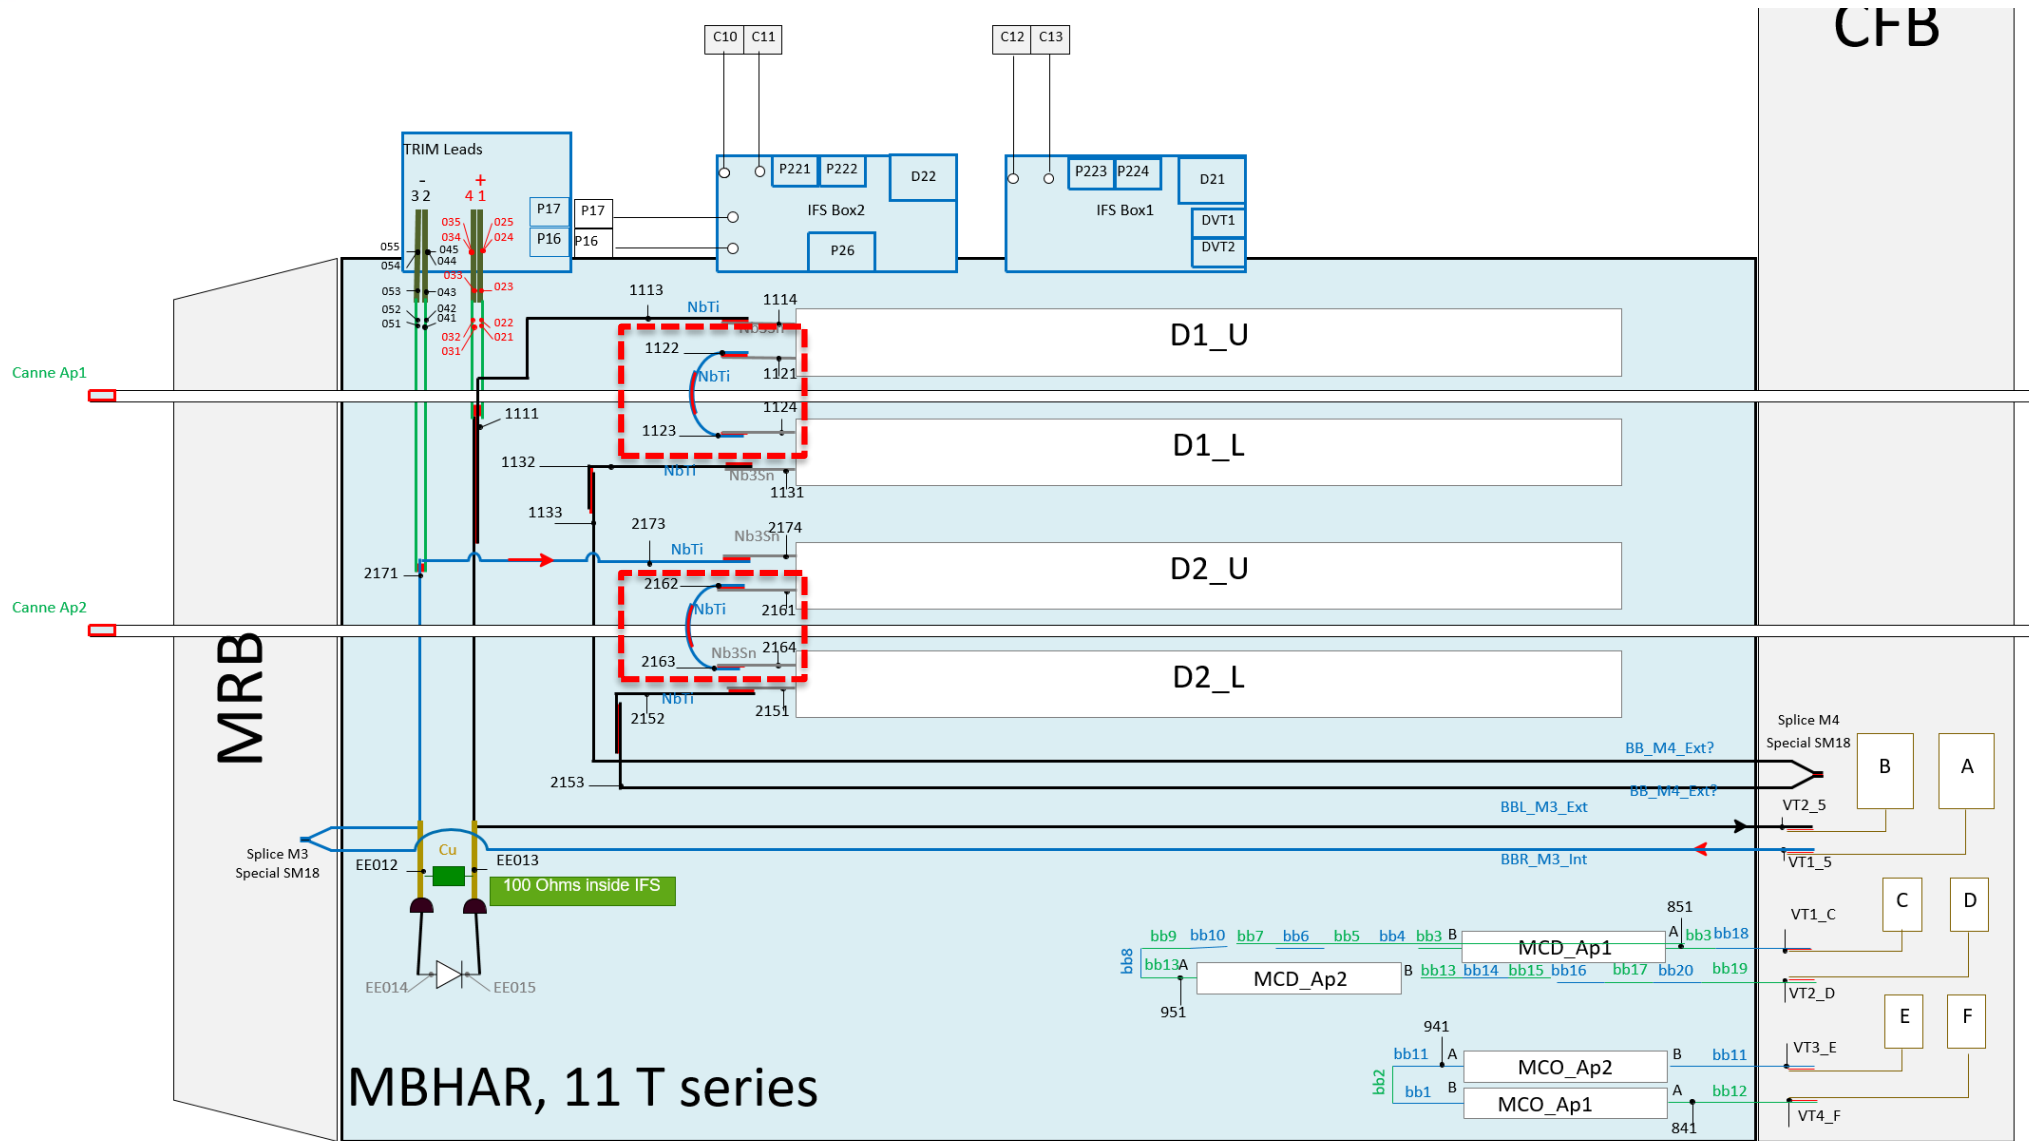 CFB
C10 C11
C12 C13
TRIM Leads
- +
3 2 4 1
P17 P17
P16 P16
P221 P222 D22
IFS Box2
P26
P223 P224 D21
IFS Box1
DVT1
DVT2
035 025
034 024
055 045
054 044
033 023
053 043
052 042
051 041
032 022
031 021
1113 NbTi 1114
Nb3Sn
D1_U
1122 NbTi 1121
Canne Ap1
1111
1123 1124
D1_L
1132 NbTi Nb3Sn 1131
1133
2173 Nb3Sn 2174
NbTi
D2_U
2171
2162 NbTi 2161
Canne Ap2
2163 Nb3Sn 2164
D2_L
NbTi
2152 2151
2153
MRB
Splice M4
Special SM18
B A
BB_M4_Ext?
BB_M4_Ext?
BBL_M3_Ext VT2_5
BBR_M3_Int VT1_5
Splice M3
Special SM18
Cu
EE012 EE013
100 Ohms inside IFS
EE014 EE015
C D
851 VT1_C
bb9 bb10 bb7 bb6 bb5 bb4 bb3 B MCD_Ap1 A bb3 bb18
bb8
bb13 A MCD_Ap2 B bb13 bb14 bb15 bb16 bb17 bb20 bb19
951 VT2_D
E F
941 VT3_E
bb11 A MCO_Ap2 B bb11
bb2
bb1 B MCO_Ap1 A bb12
841 VT4_F
MBHAR, 11 T series